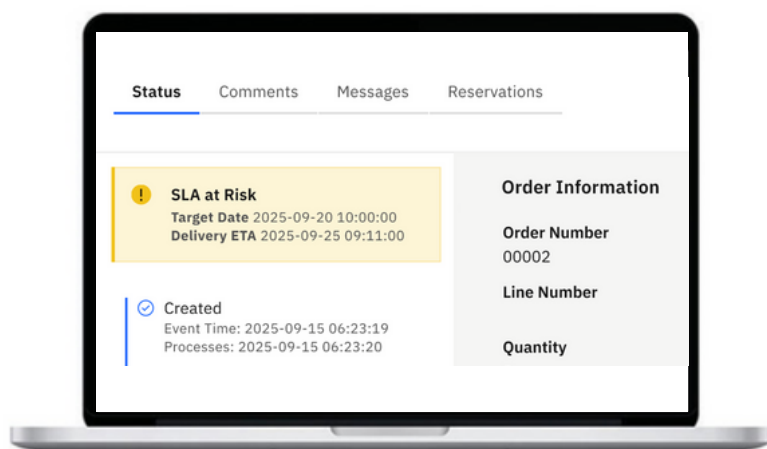 Status Comments Messages Reservations
SLA at Risk
Target Date 2025-09-20 10:00:00
Delivery ETA 2025-09-25 09:11:00
Created
Event Time: 2025-09-15 06:23:19
Processes: 2025-09-15 06:23:20
Order Information
Order Number
00002
Line Number
Quantity